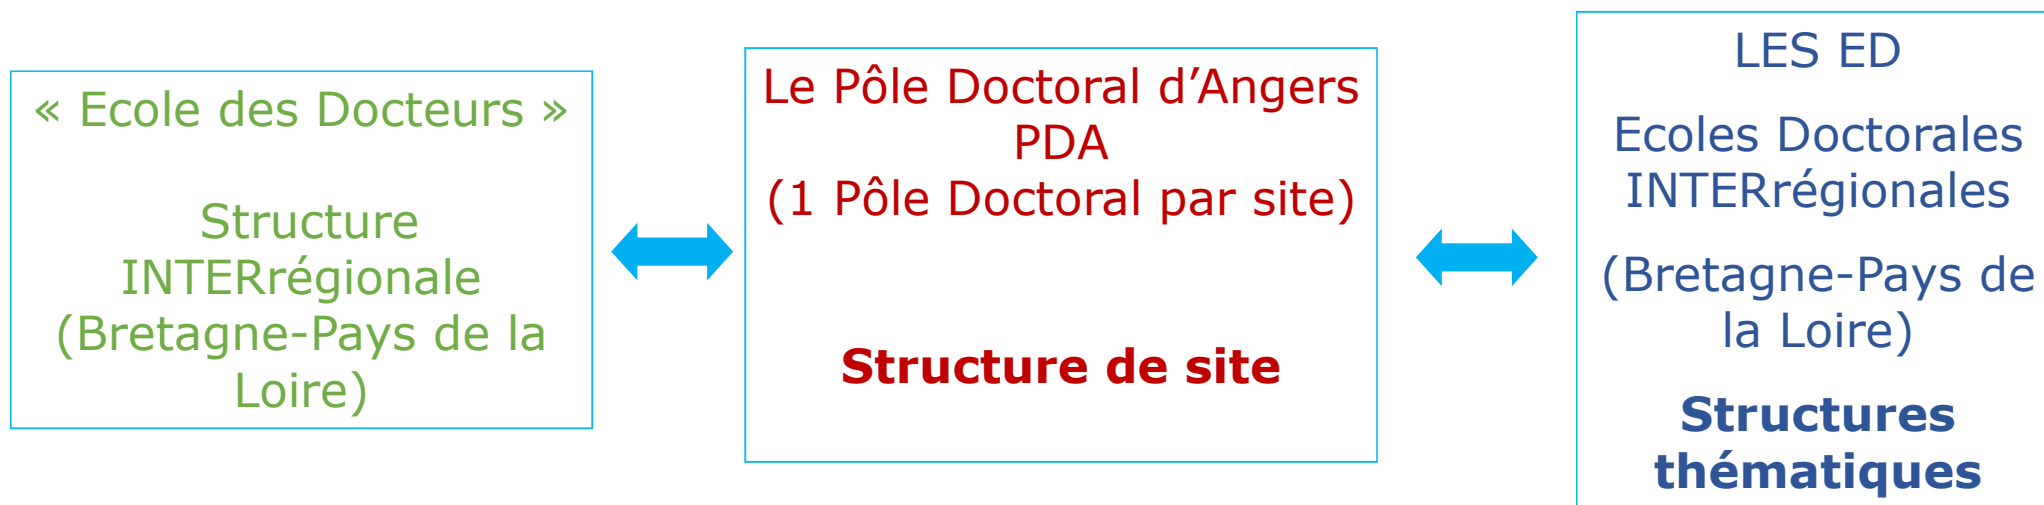 « Ecole des Docteurs »
Structure
INTERrégionale
(Bretagne-Pays de la
Loire)
Le Pôle Doctoral d’Angers
PDA
(1 Pôle Doctoral par site)
Structure de site
LES ED
Ecoles Doctorales
INTERrégionales
(Bretagne-Pays de
la Loire)
Structures
thématiques